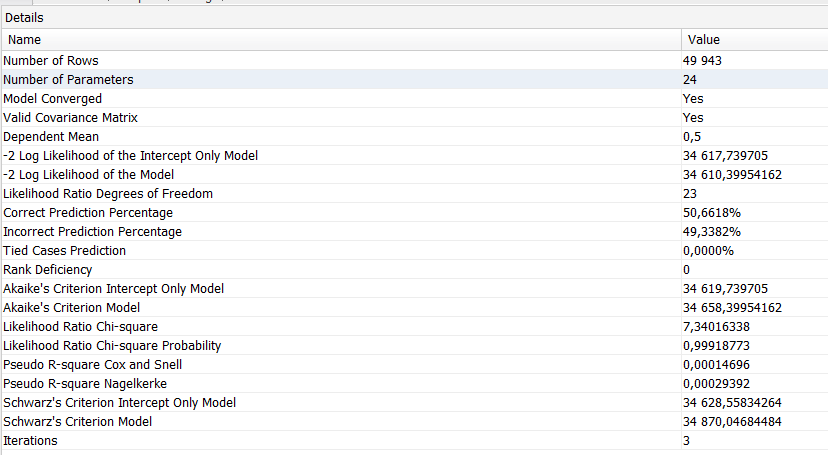 Details
Name Value
Number of Rows 49 943
Number of Parameters 24
Model Converged Yes
Valid Covariance Matrix Yes
Dependent Mean 0,5
-2 Log Likelihood of the Intercept Only Model 34 617,739705
-2 Log Likelihood of the Model 34 610,39954162
Likelihood Ratio Degrees of Freedom 23
Correct Prediction Percentage 50,6618%
Incorrect Prediction Percentage 49,3382%
Tied Cases Prediction 0,0000%
Rank Deficiency 0
Akaike's Criterion Intercept Only Model 34 619,739705
Akaike's Criterion Model 34 658,39954162
Likelihood Ratio Chi-square 7,34016338
Likelihood Ratio Chi-square Probability 0,99918773
Pseudo R-square Cox and Snell 0,00014696
Pseudo R-square Nagelkerke 0,00029392
Schwarz's Criterion Intercept Only Model 34 628,55834264
Schwarz's Criterion Model 34 870,04684484
Iterations 3